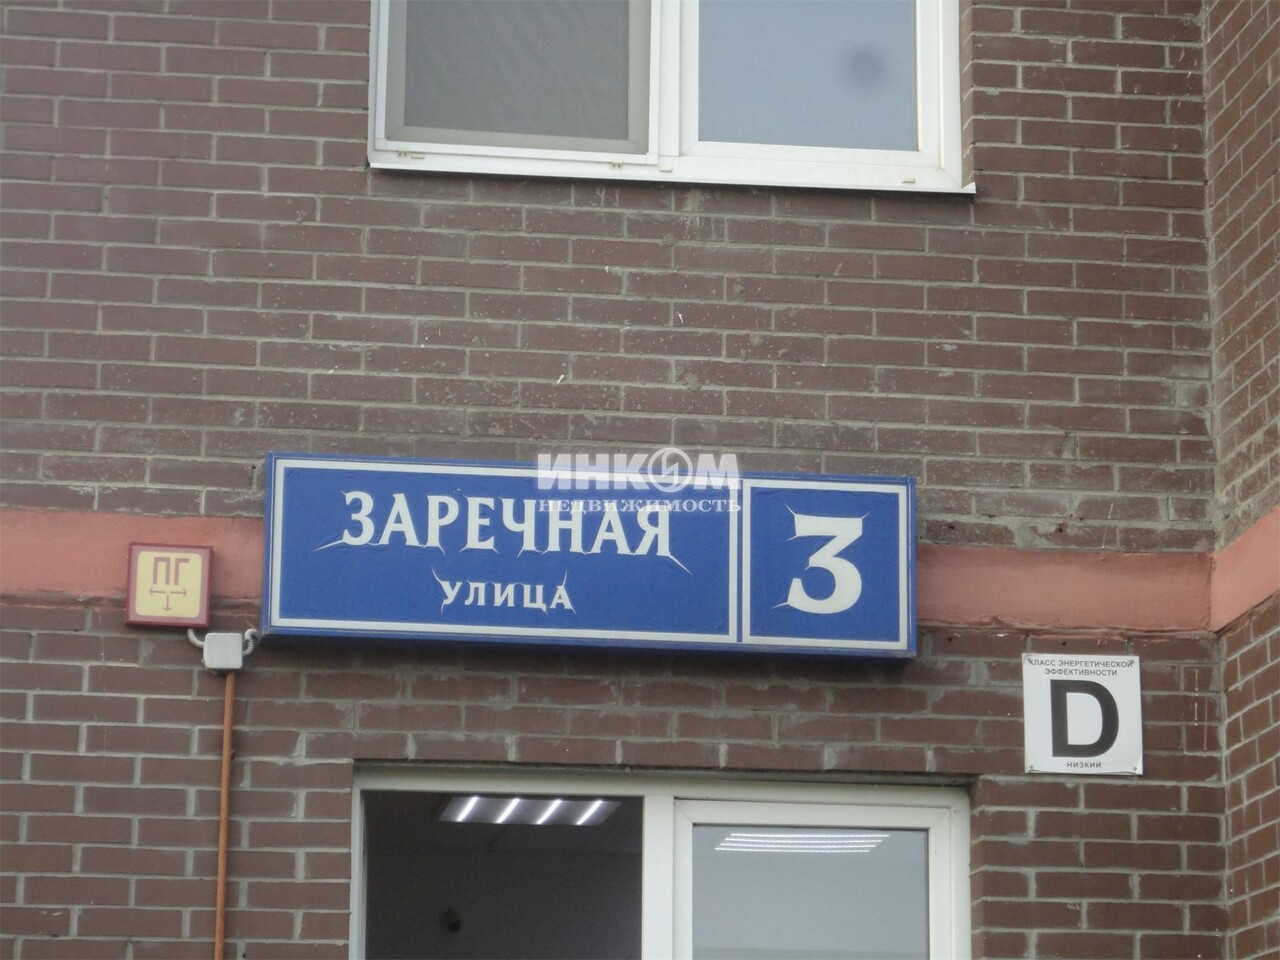 ИНКОМ
НЕДВИЖИМОСТЬ
ЗАРЕЧНАЯ
УЛИЦА
3
ПГ
КЛАСС ЭНЕРГЕТИЧЕСКОЙ
ЭФФЕКТИВНОСТИ
D
НИЗКИЙ